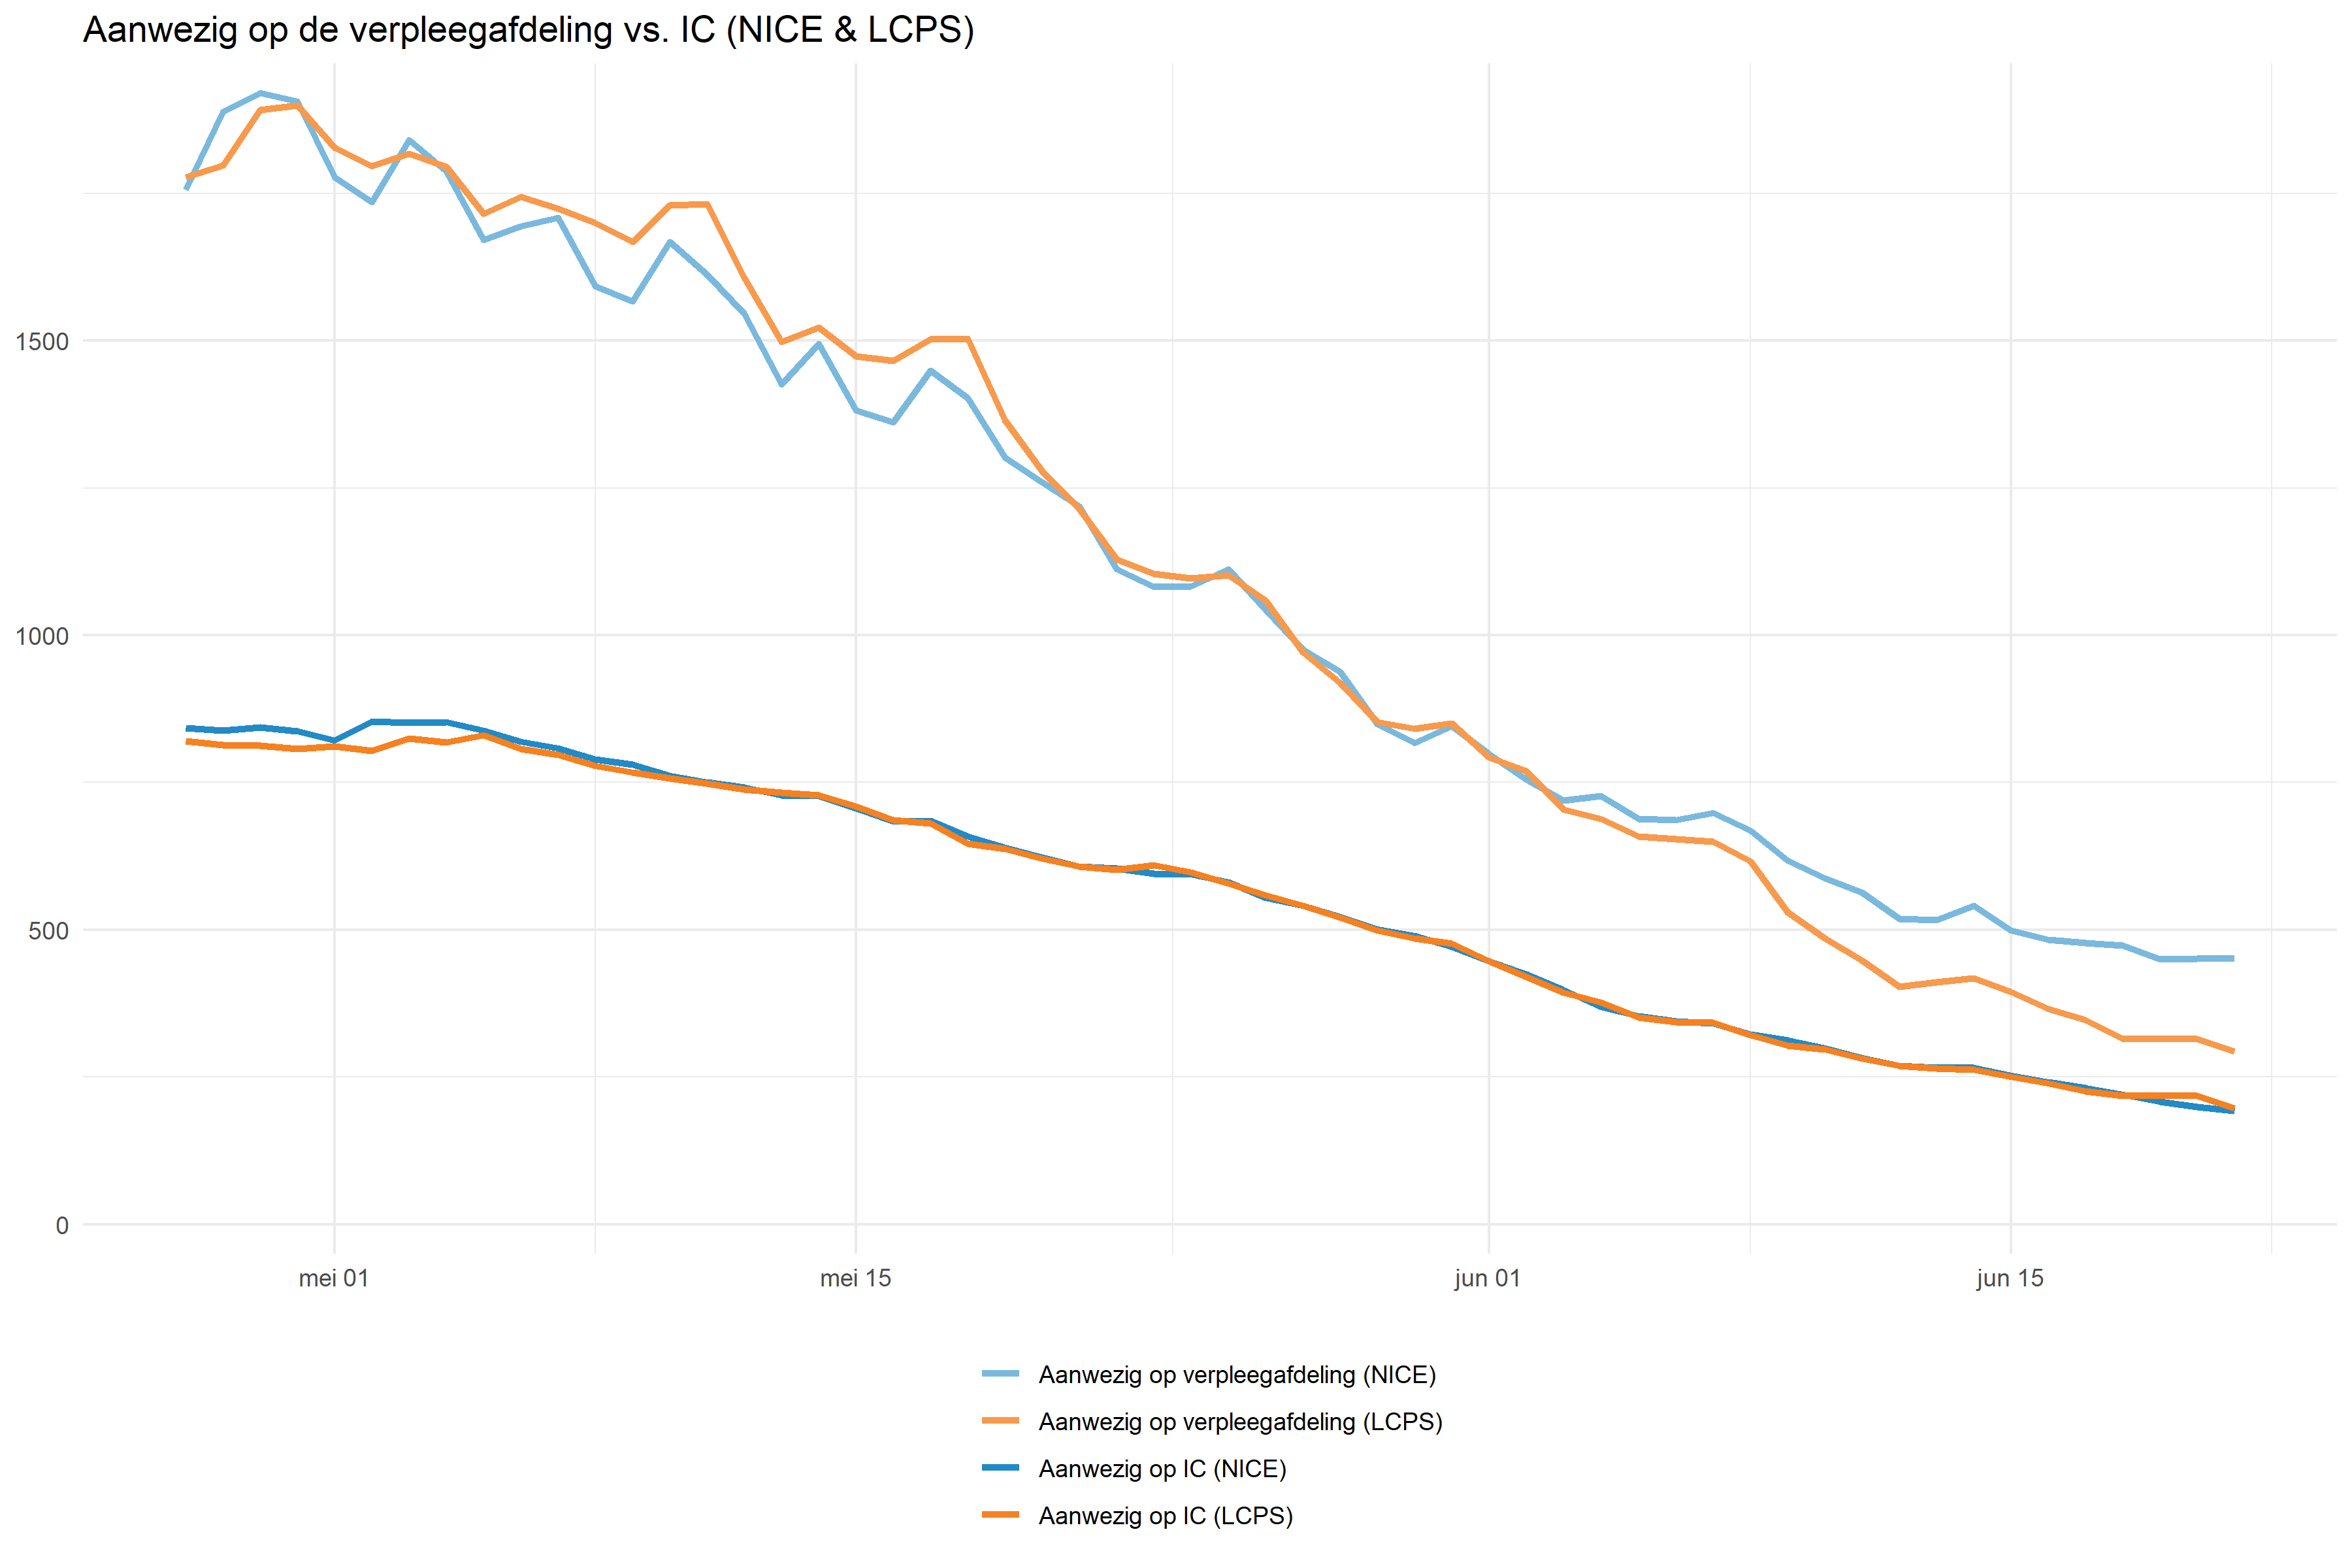 Aanwezig op de verpleegafdeling vs. IC (NICE & LCPS)
1500
1000
500
0
mei 01 mei 15 jun 01 jun 15
Aanwezig op verpleegafdeling (NICE)
Aanwezig op verpleegafdeling (LCPS)
Aanwezig op IC (NICE)
Aanwezig op IC (LCPS)